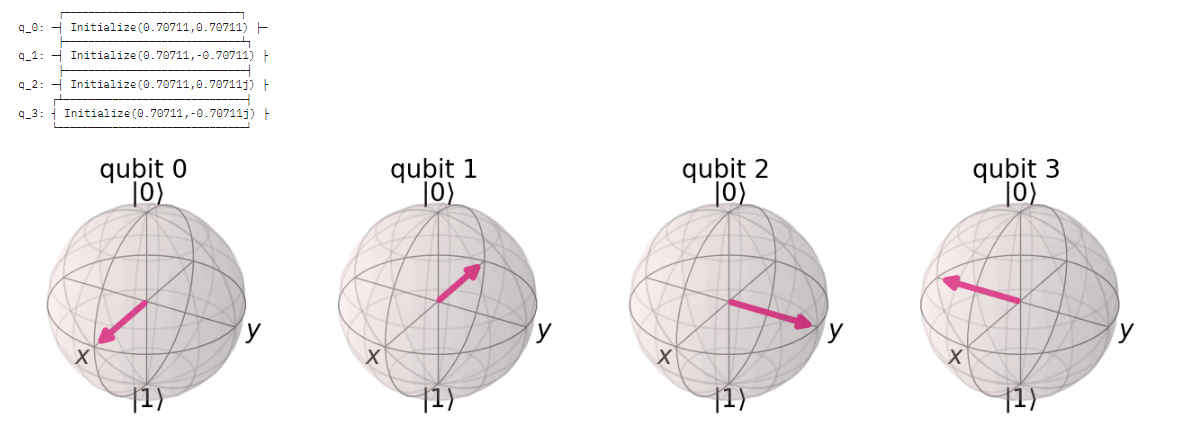 q_0: ┤ Initialize(0.70711,0.70711) ├
q_1: ┤ Initialize(0.70711,-0.70711) ├
q_2: ┤ Initialize(0.70711,0.70711j) ├
q_3: ┤ Initialize(0.70711,-0.70711j) ├
qubit 0 qubit 1 qubit 2 qubit 3
|0⟩ |0⟩ |0⟩ |0⟩
y y y y
x x x x
|1⟩ |1⟩ |1⟩ |1⟩